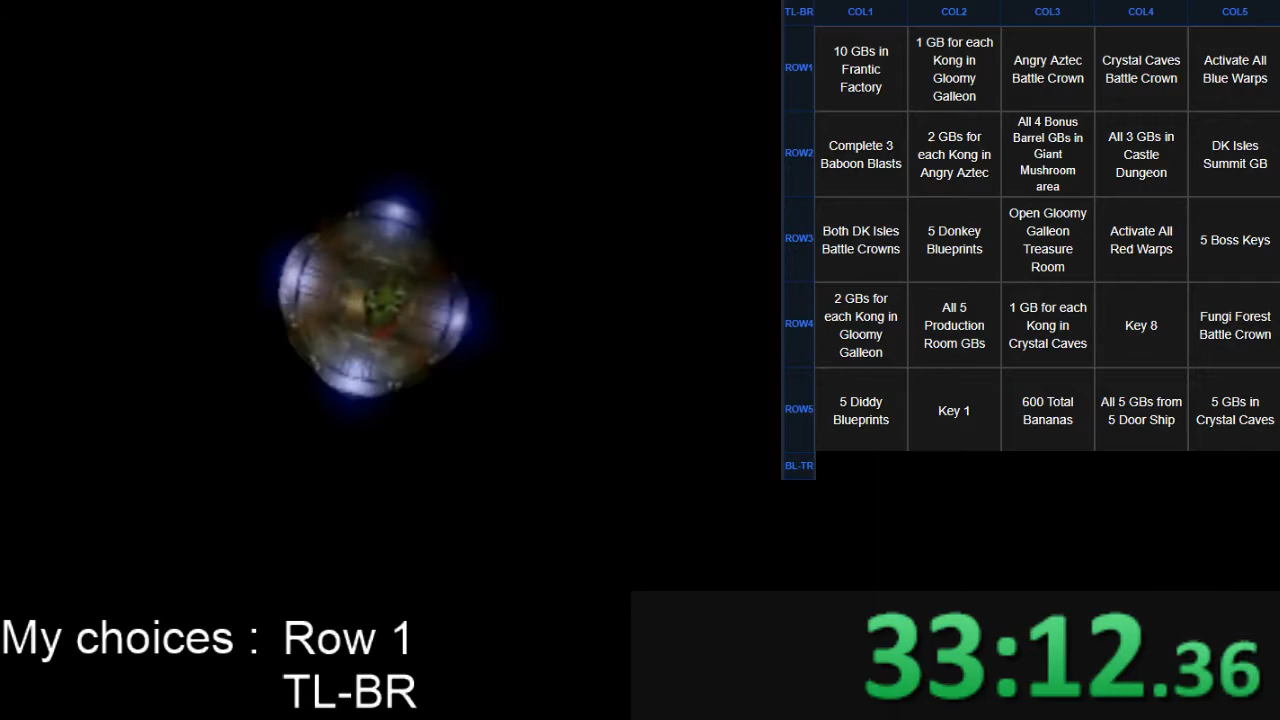 TL-BR COL1 COL2 COL3 COL4 COL5
ROW1
10 GBs in
Frantic
Factory
1 GB for each
Kong in
Gloomy
Galleon
Angry Aztec
Battle Crown
Crystal Caves
Battle Crown
Activate All
Blue Warps
ROW2
Complete 3
Baboon Blasts
2 GBs for
each Kong in
Angry Aztec
All 4 Bonus
Barrel GBs in
Giant
Mushroom
area
All 3 GBs in
Castle
Dungeon
DK Isles
Summit GB
ROW3
Both DK Isles
Battle Crowns
5 Donkey
Blueprints
Open Gloomy
Galleon
Treasure
Room
Activate All
Red Warps
5 Boss Keys
ROW4
2 GBs for
each Kong in
Gloomy
Galleon
All 5
Production
Room GBs
1 GB for each
Kong in
Crystal Caves
Key 8
Fungi Forest
Battle Crown
ROW5
5 Diddy
Blueprints
Key 1
600 Total
Bananas
All 5 GBs from
5 Door Ship
5 GBs in
Crystal Caves
BL-TR
My choices : Row 1
TL-BR
33:12.36